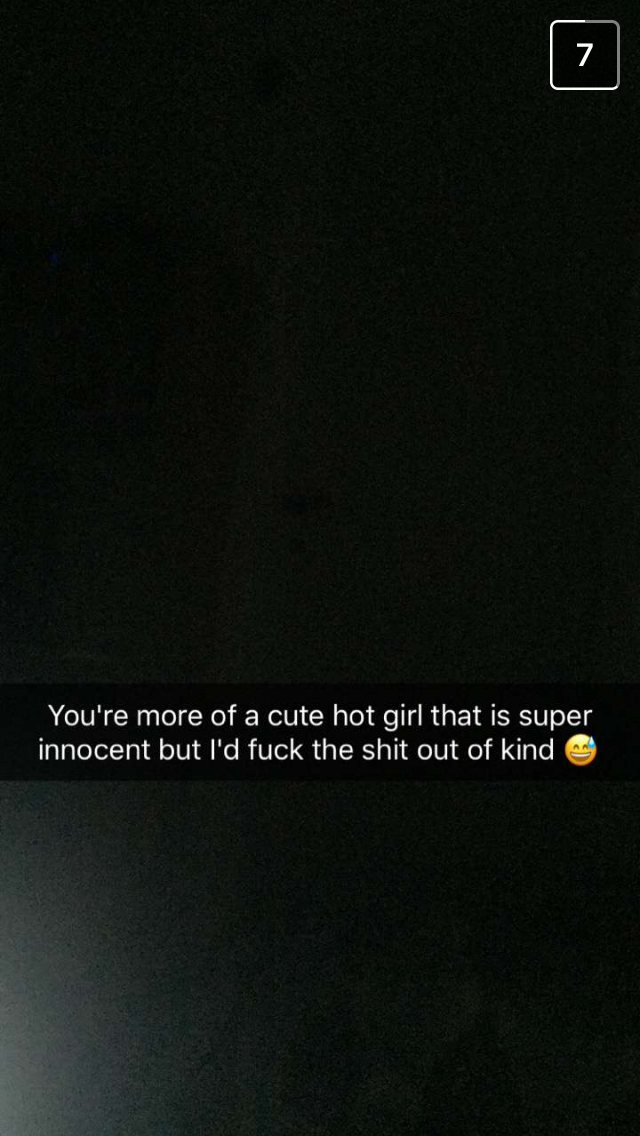 7
You're more of a cute hot girl that is super
innocent but I'd fuck the shit out of kind 😅